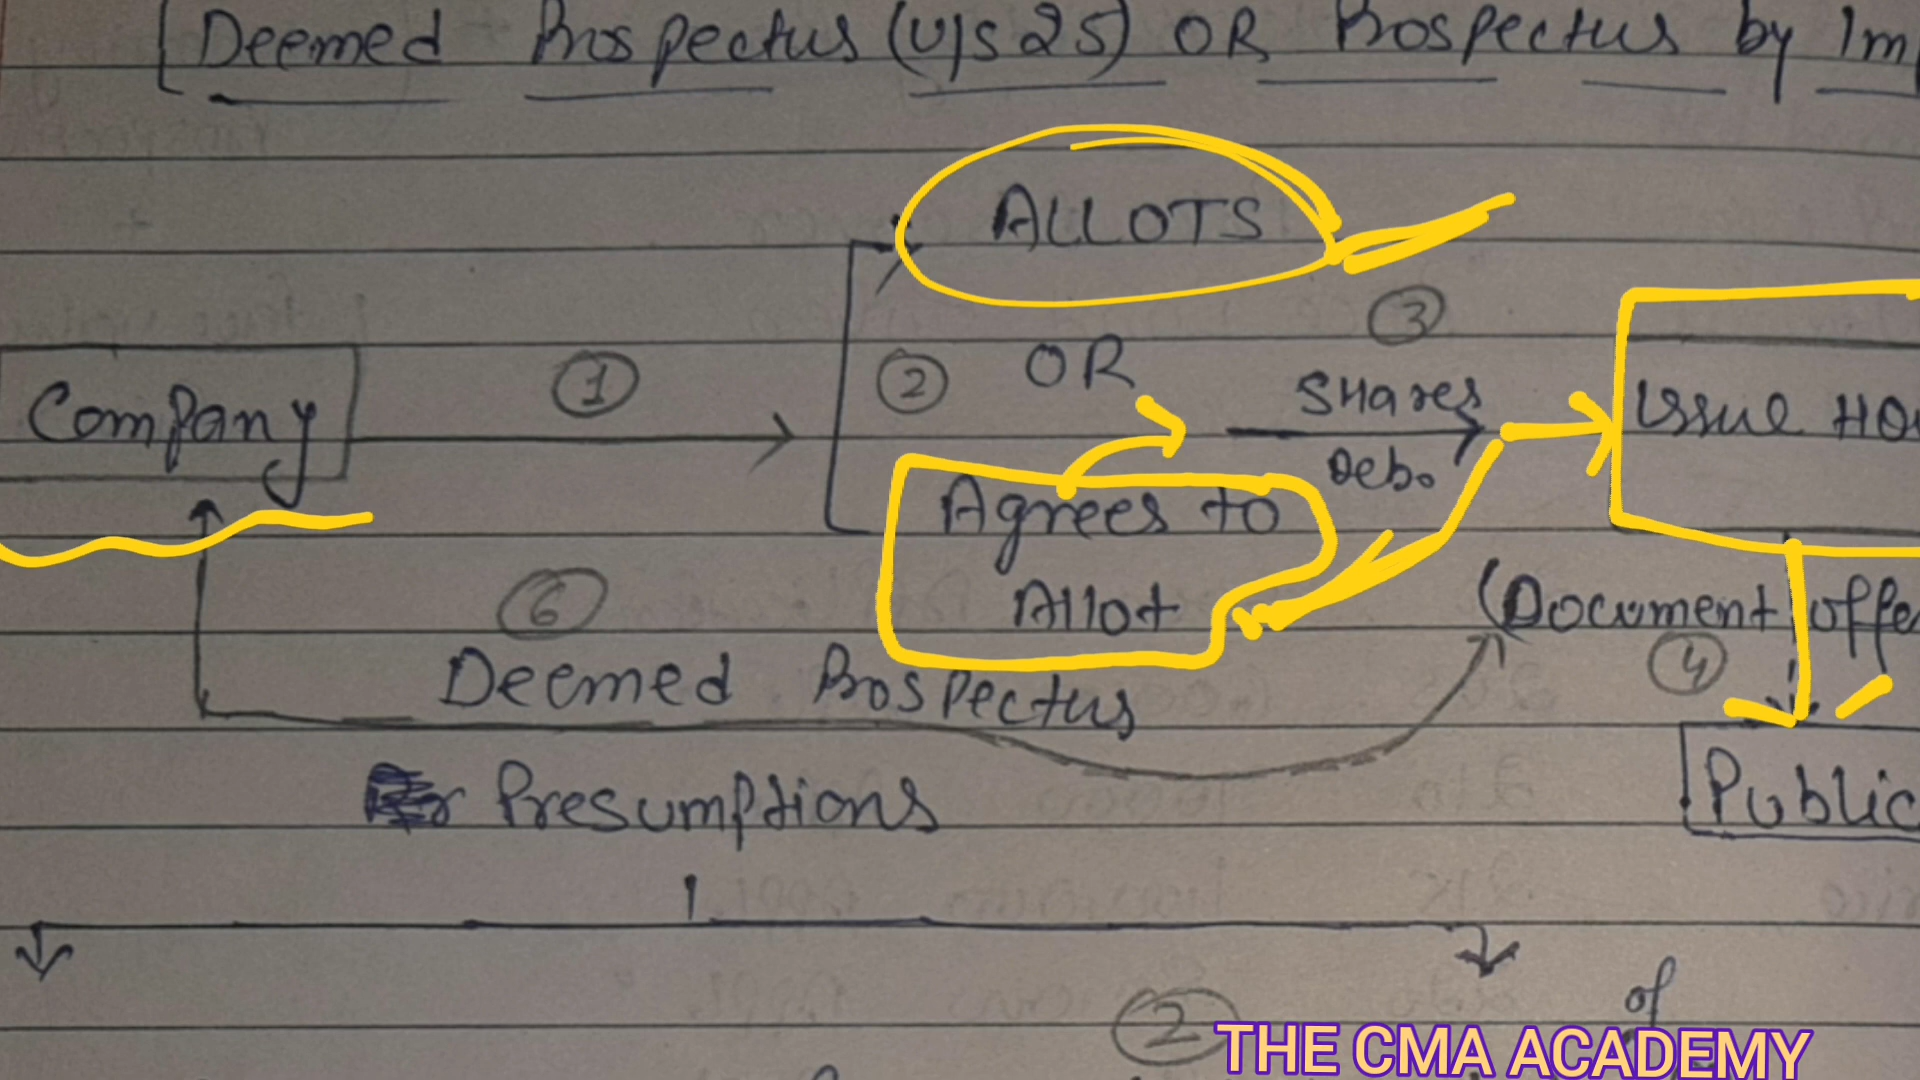 Deemed Prospectus (U/S 25) OR Prospectus by Im
ALLOTS
3
1
2
OR
Shares
Company
Issue Ho
Debo
Agrees to
Allot
6
(Document offe
4
Deemed Prospectus
Presumptions
Public
of
2
THE CMA ACADEMY